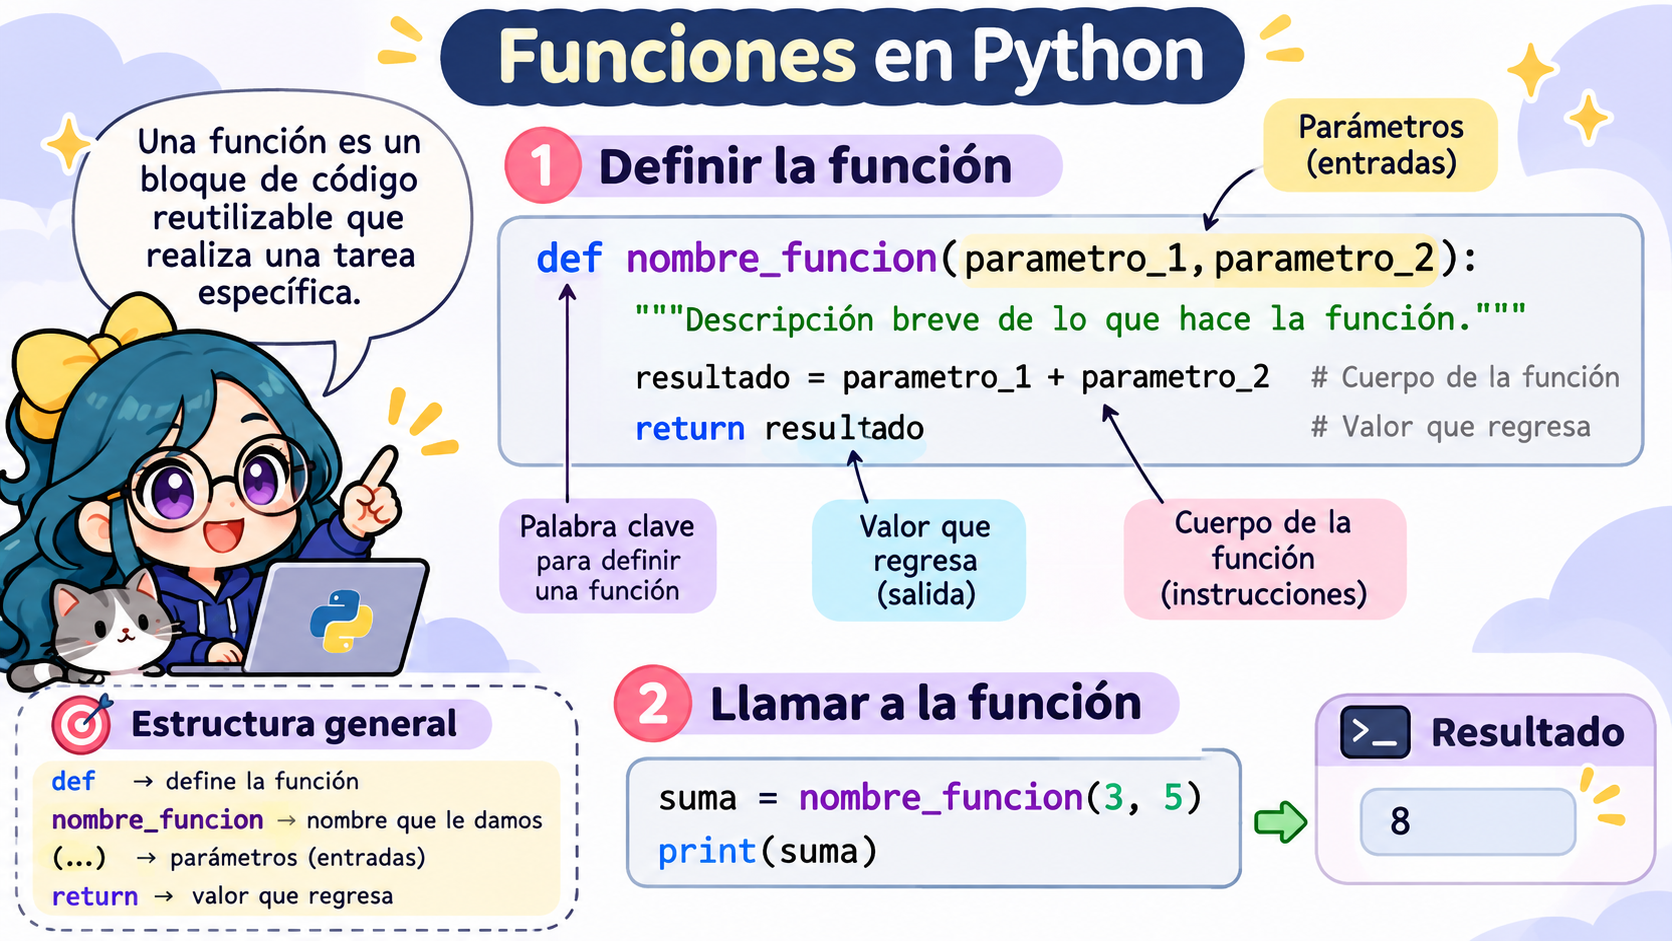 Funciones en Python
Una función es un
bloque de código
reutilizable que
realiza una tarea
específica.
1 Definir la función
Parámetros
(entradas)
def nombre_funcion(parametro_1, parametro_2):
"""Descripción breve de lo que hace la función."""
resultado = parametro_1 + parametro_2 # Cuerpo de la función
return resultado # Valor que regresa
Palabra clave
para definir
una función
Valor que
regresa
(salida)
Cuerpo de la
función
(instrucciones)
Estructura general
def → define la función
nombre_funcion → nombre que le damos
(...) → parámetros (entradas)
return → valor que regresa
2 Llamar a la función
suma = nombre_funcion(3, 5)
print(suma)
>_ Resultado
8